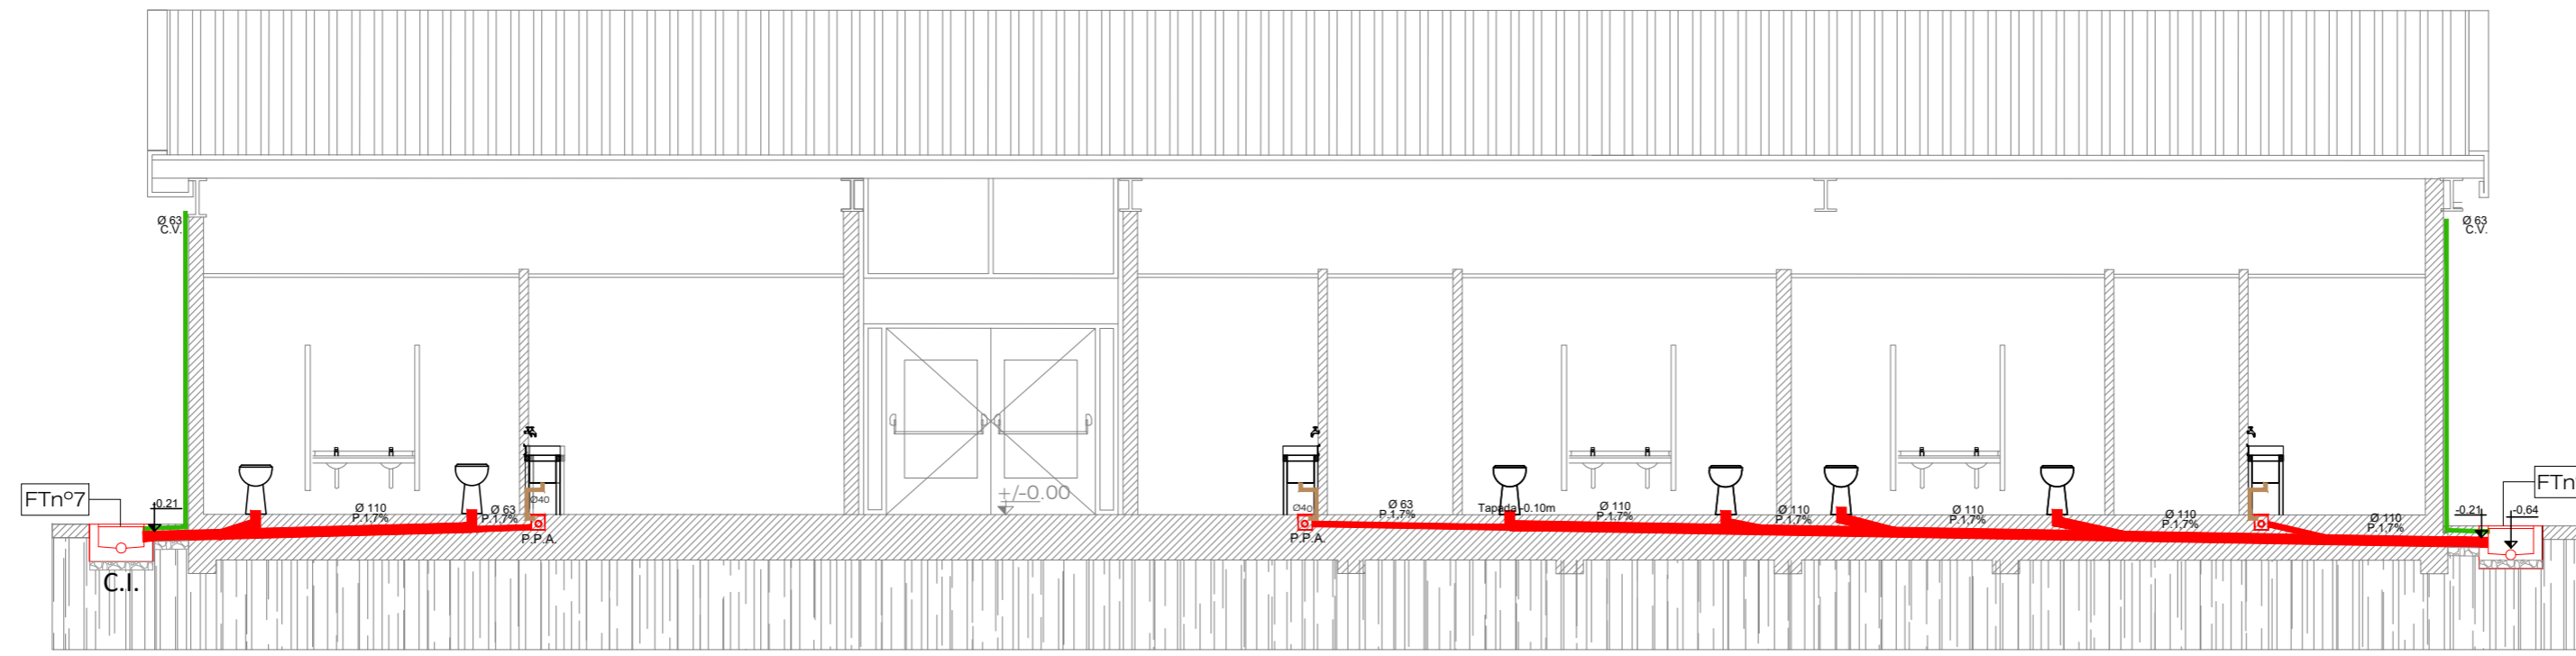 Ø 63
C.V.
Ø 63
C.V.
+/-0.00
FTnº7
-0.21
Ø 110
P.1,7%
Ø 63
P.1,7%
Ø40
P.P.A.
C.I.
Ø40
P.P.A.
Ø 63
P.1,7%
Tapada -0.10m
Ø 110
P.1,7%
Ø 110
P.1,7%
Ø 110
P.1,7%
Ø 110
P.1,7%
Ø 110
P.1,7%
-0.21
-0.64
FTn